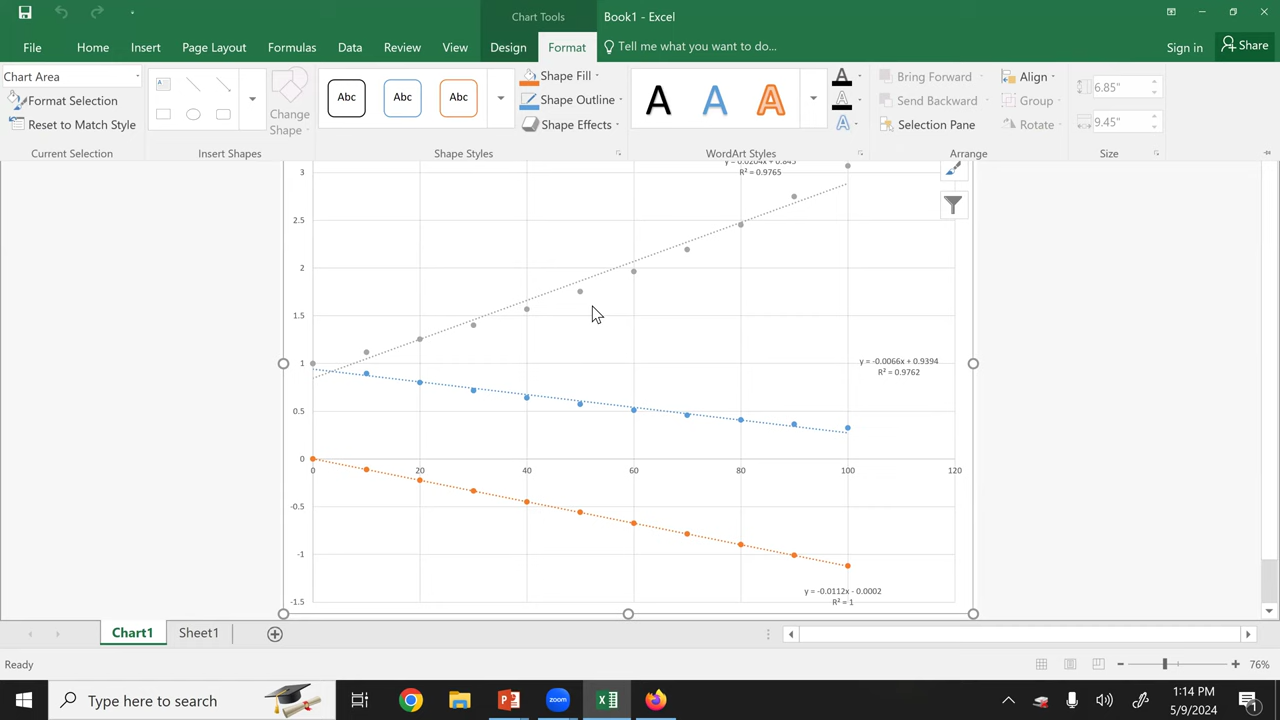 Chart Tools
Book1 - Excel
File
Home
Insert
Page Layout
Formulas
Data
Review
View
Design
Format
Tell me what you want to do...
Sign in
Share
Chart Area
Format Selection
Reset to Match Style
Current Selection
Change
Shape
Insert Shapes
Abc
Abc
Abc
Shape Fill
Shape Outline
Shape Effects
Shape Styles
A
A
A
A
A
A
WordArt Styles
Bring Forward
Send Backward
Selection Pane
Align
Group
Rotate
Arrange
6.85"
9.45"
Size
y = 0.0204x + 0.845
R² = 0.9765
3
2.5
2
1.5
1
y = -0.0066x + 0.9394
R² = 0.9762
0.5
0
0
20
40
60
80
100
120
-0.5
-1
y = -0.0112x - 0.0002
R² = 1
-1.5
Chart1
Sheet1
Ready
76%
Type here to search
zoom
1:14 PM
5/9/2024
1